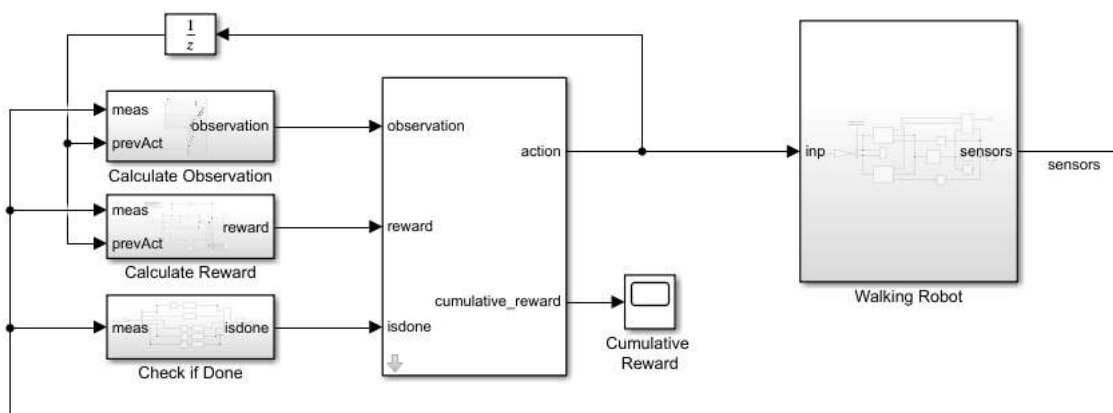 1
z
meas
observation
prevAct
Calculate Observation
meas
reward
prevAct
Calculate Reward
meas
isdone
Check if Done
observation
action
reward
cumulative_reward
isdone
Cumulative
Reward
inp
sensors
Walking Robot
sensors